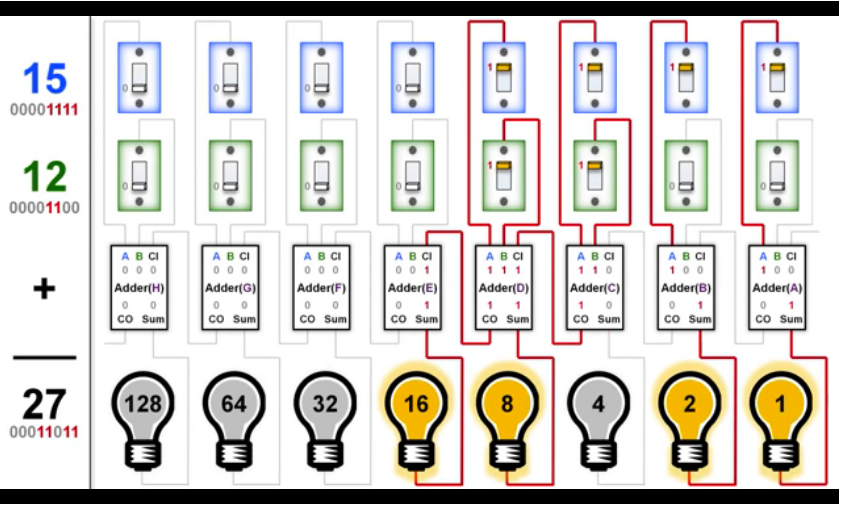 15
00001111
0 0 0 0 1 1 1 1
12
00001100
0 0 0 0 1 1 0 0
+
A B CI A B CI A B CI A B CI A B CI A B CI A B CI A B CI
0 0 0 0 0 0 0 0 0 0 0 1 1 1 1 1 1 0 1 0 0 1 0 0
Adder(H) Adder(G) Adder(F) Adder(E) Adder(D) Adder(C) Adder(B) Adder(A)
0 0 0 0 0 0 0 1 1 1 1 0 0 1 0 1
CO Sum CO Sum CO Sum CO Sum CO Sum CO Sum CO Sum CO Sum
27
00011011
128 64 32 16 8 4 2 1